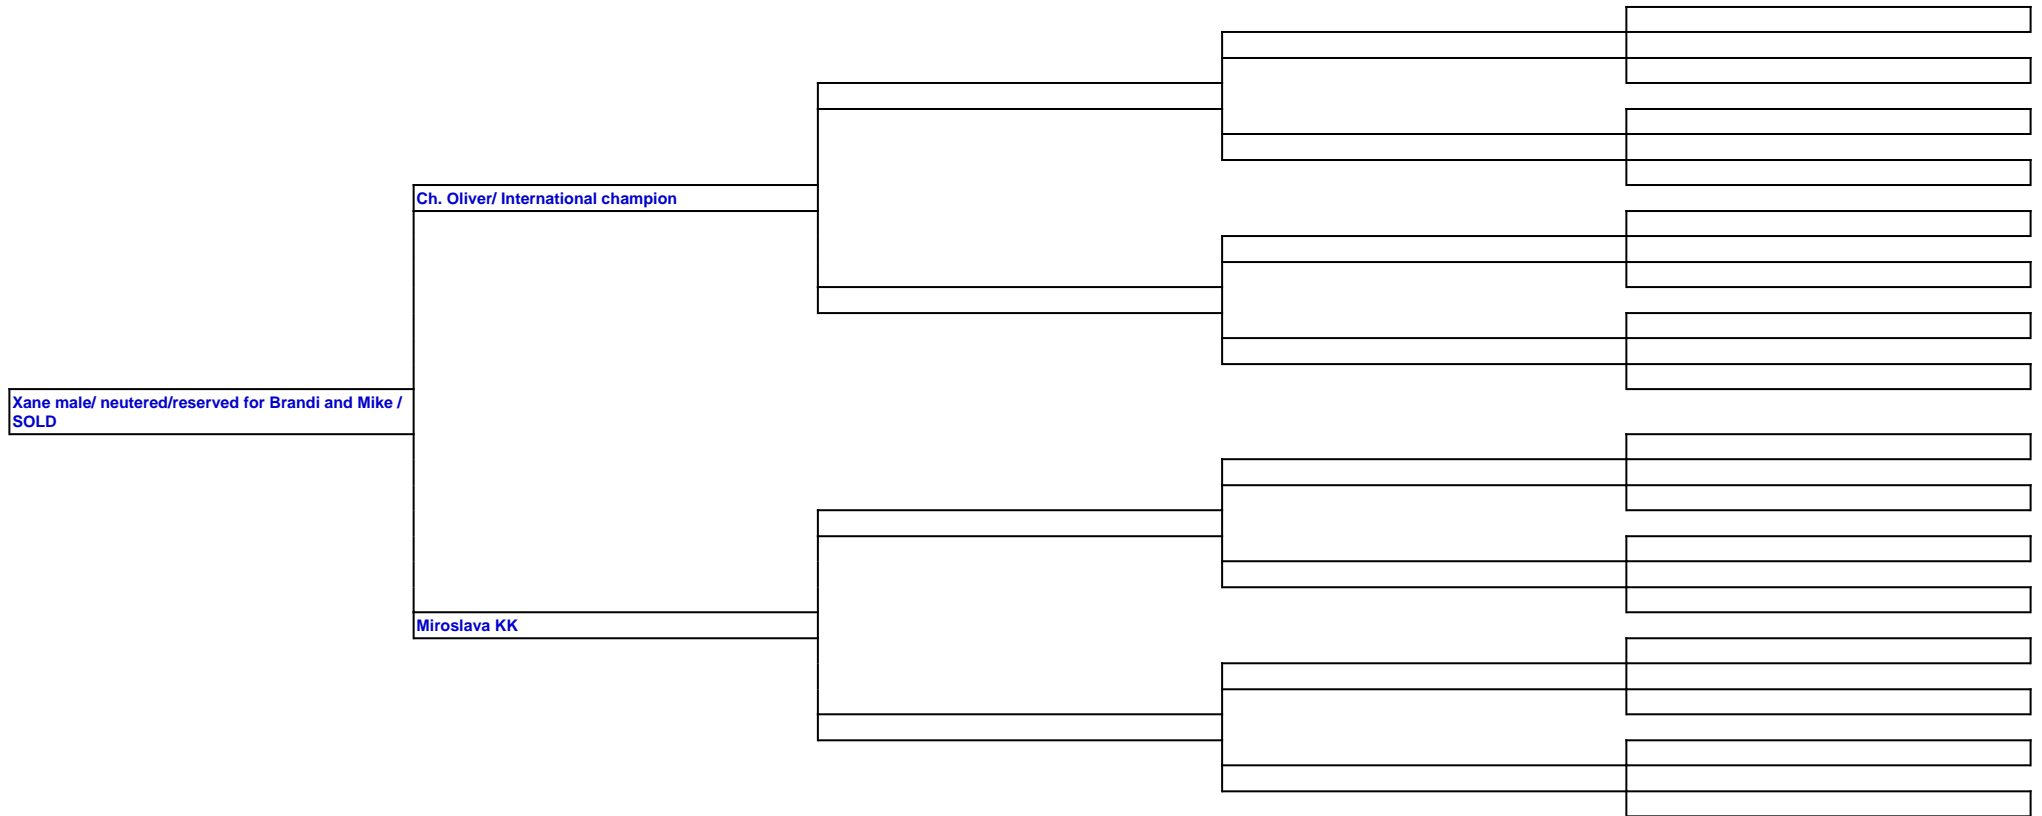 Ch. Oliver/ International champion
Xane male/ neutered/reserved for Brandi and Mike /
SOLD
Miroslava KK